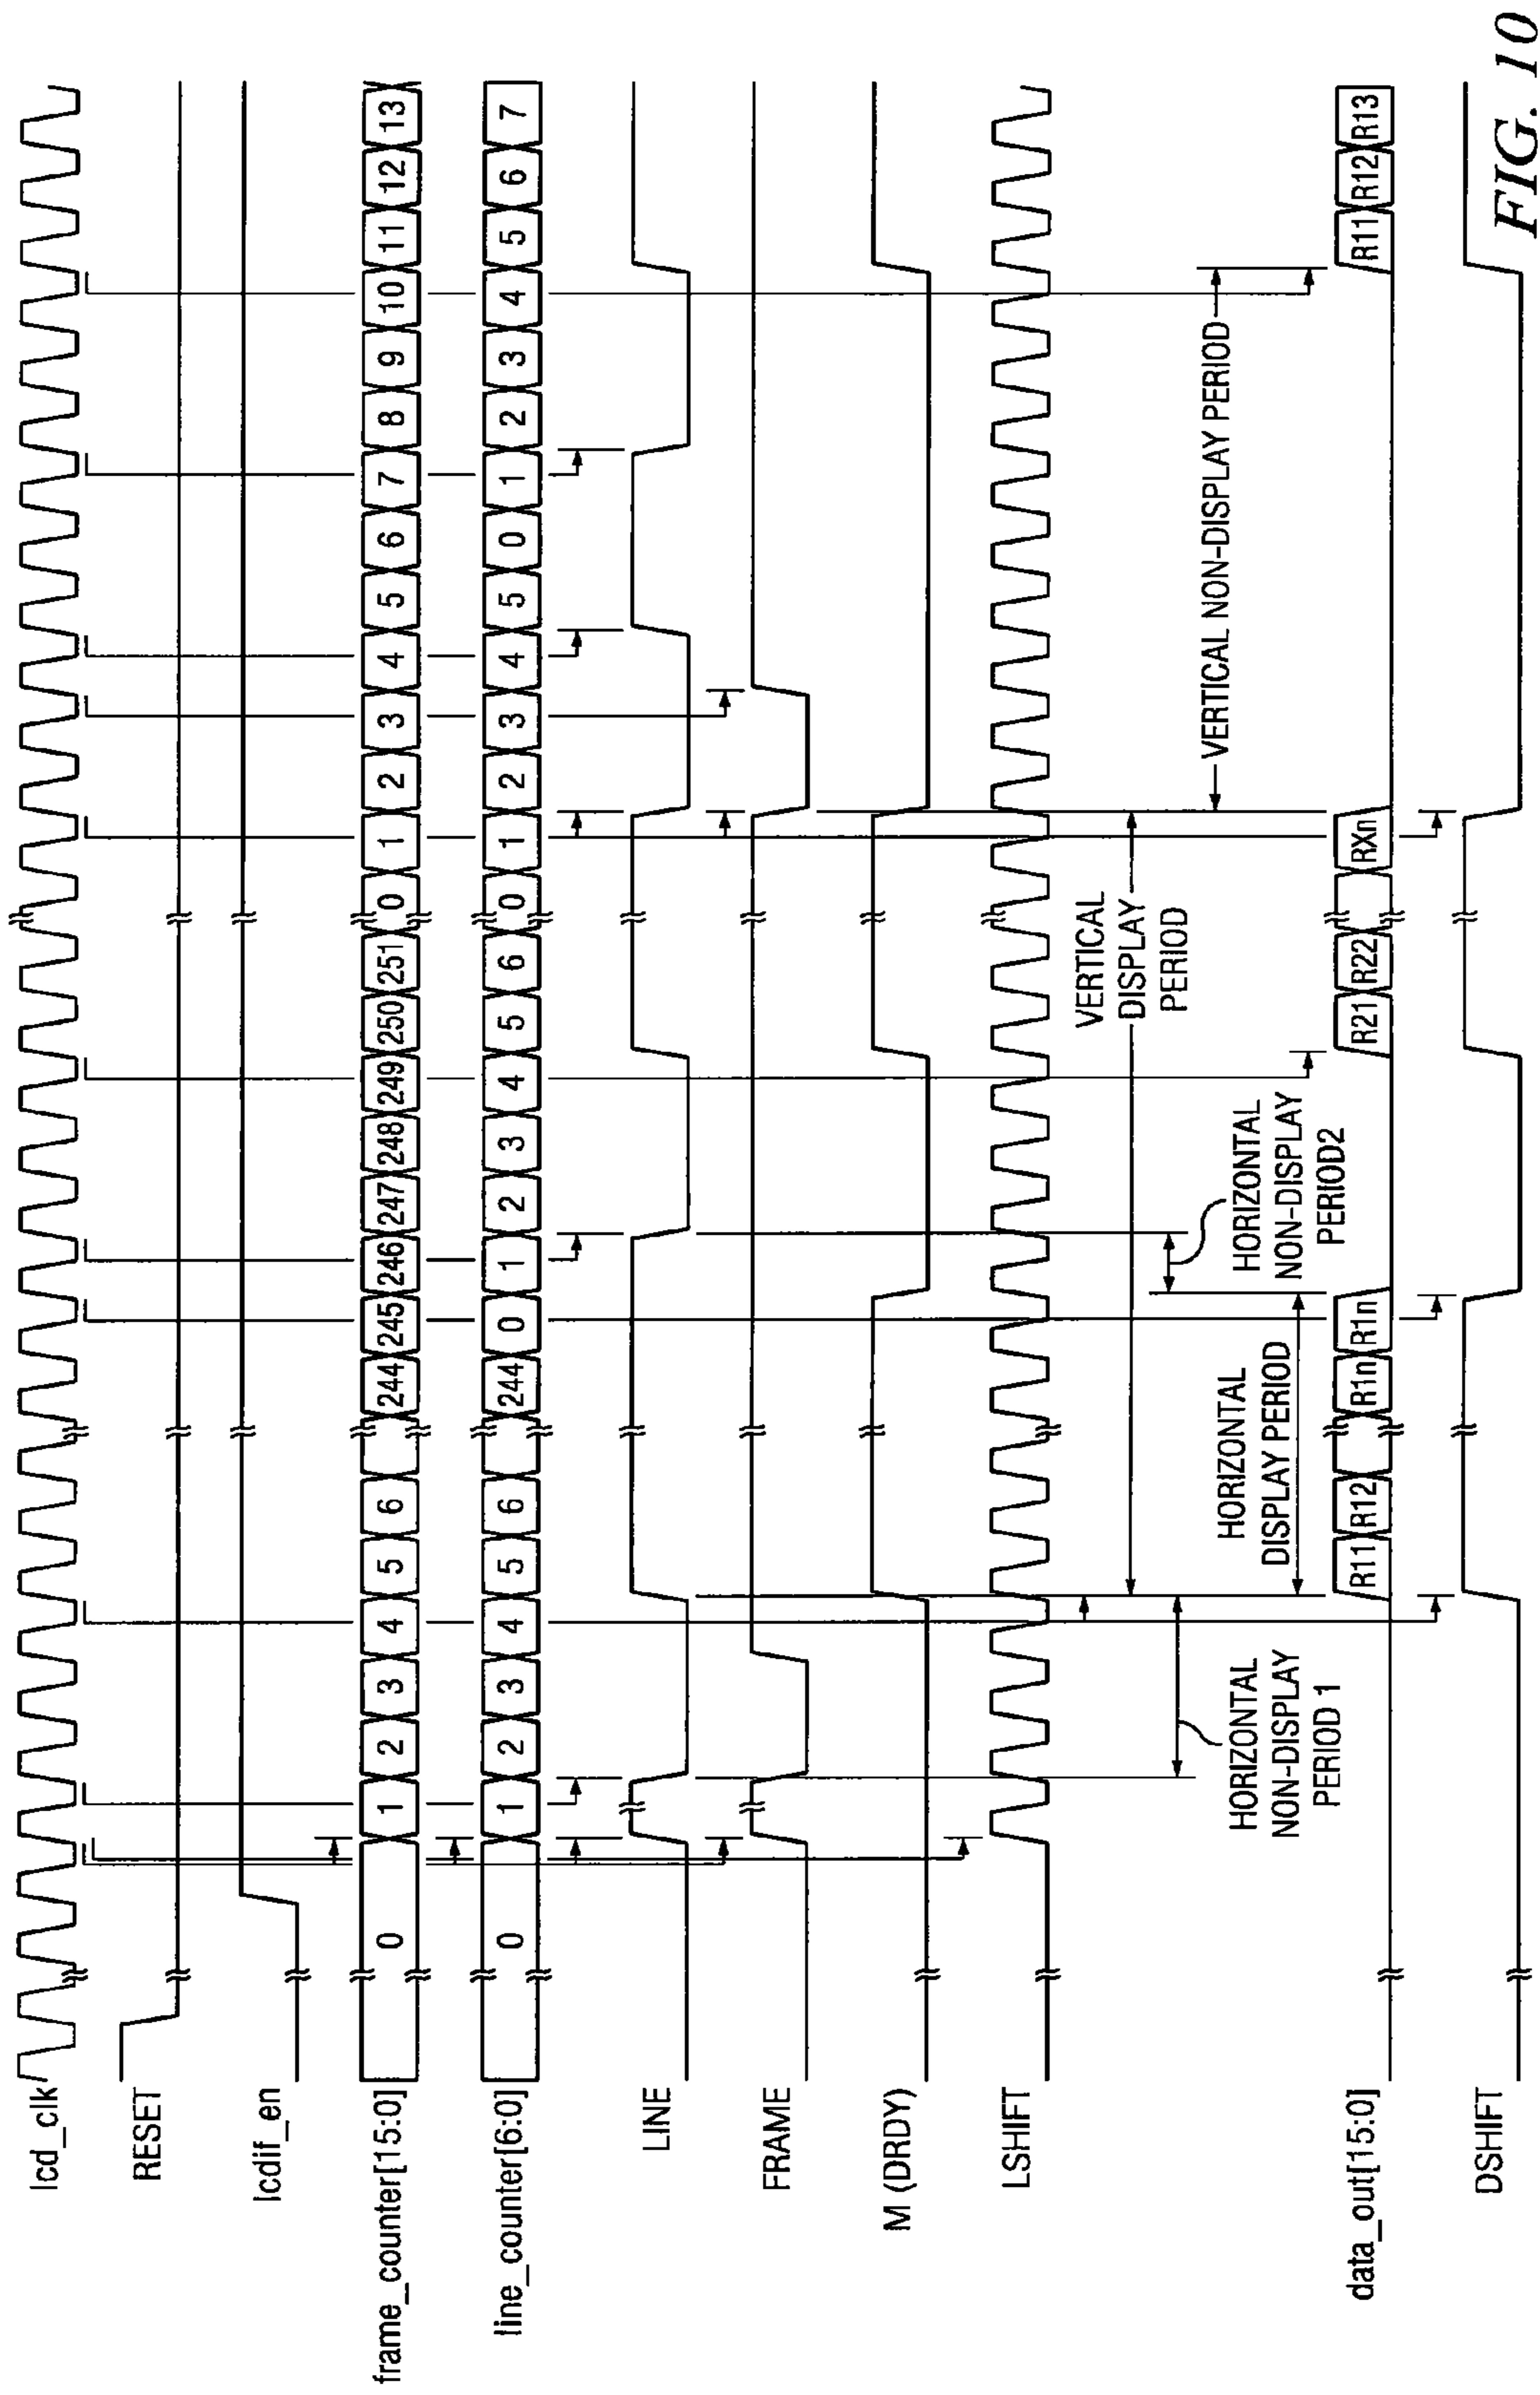 lcd_clk
RESET
lcdif_en
frame_counter[15:0] 0 1 2 3 4 5 6 244 245 246 247 248 249 250 251 0 1 2 3 4 5 6 7 8 9 10 11 12 13
line_counter[6:0] 0 1 2 3 4 5 6 244 0 1 2 3 4 5 6 0 1 2 3 4 5 0 1 2 3 4 5 6 7
LINE
FRAME
M (DRDY)
LSHIFT
VERTICAL
DISPLAY
PERIOD
VERTICAL NON-DISPLAY PERIOD
HORIZONTAL
NON-DISPLAY
PERIOD 1
HORIZONTAL
DISPLAY PERIOD
HORIZONTAL
NON-DISPLAY
PERIOD2
data_out[15:0] R11 R12 R1n R1n R21 R22 RXn R11 R12 R13
DSHIFT
FIG. 10